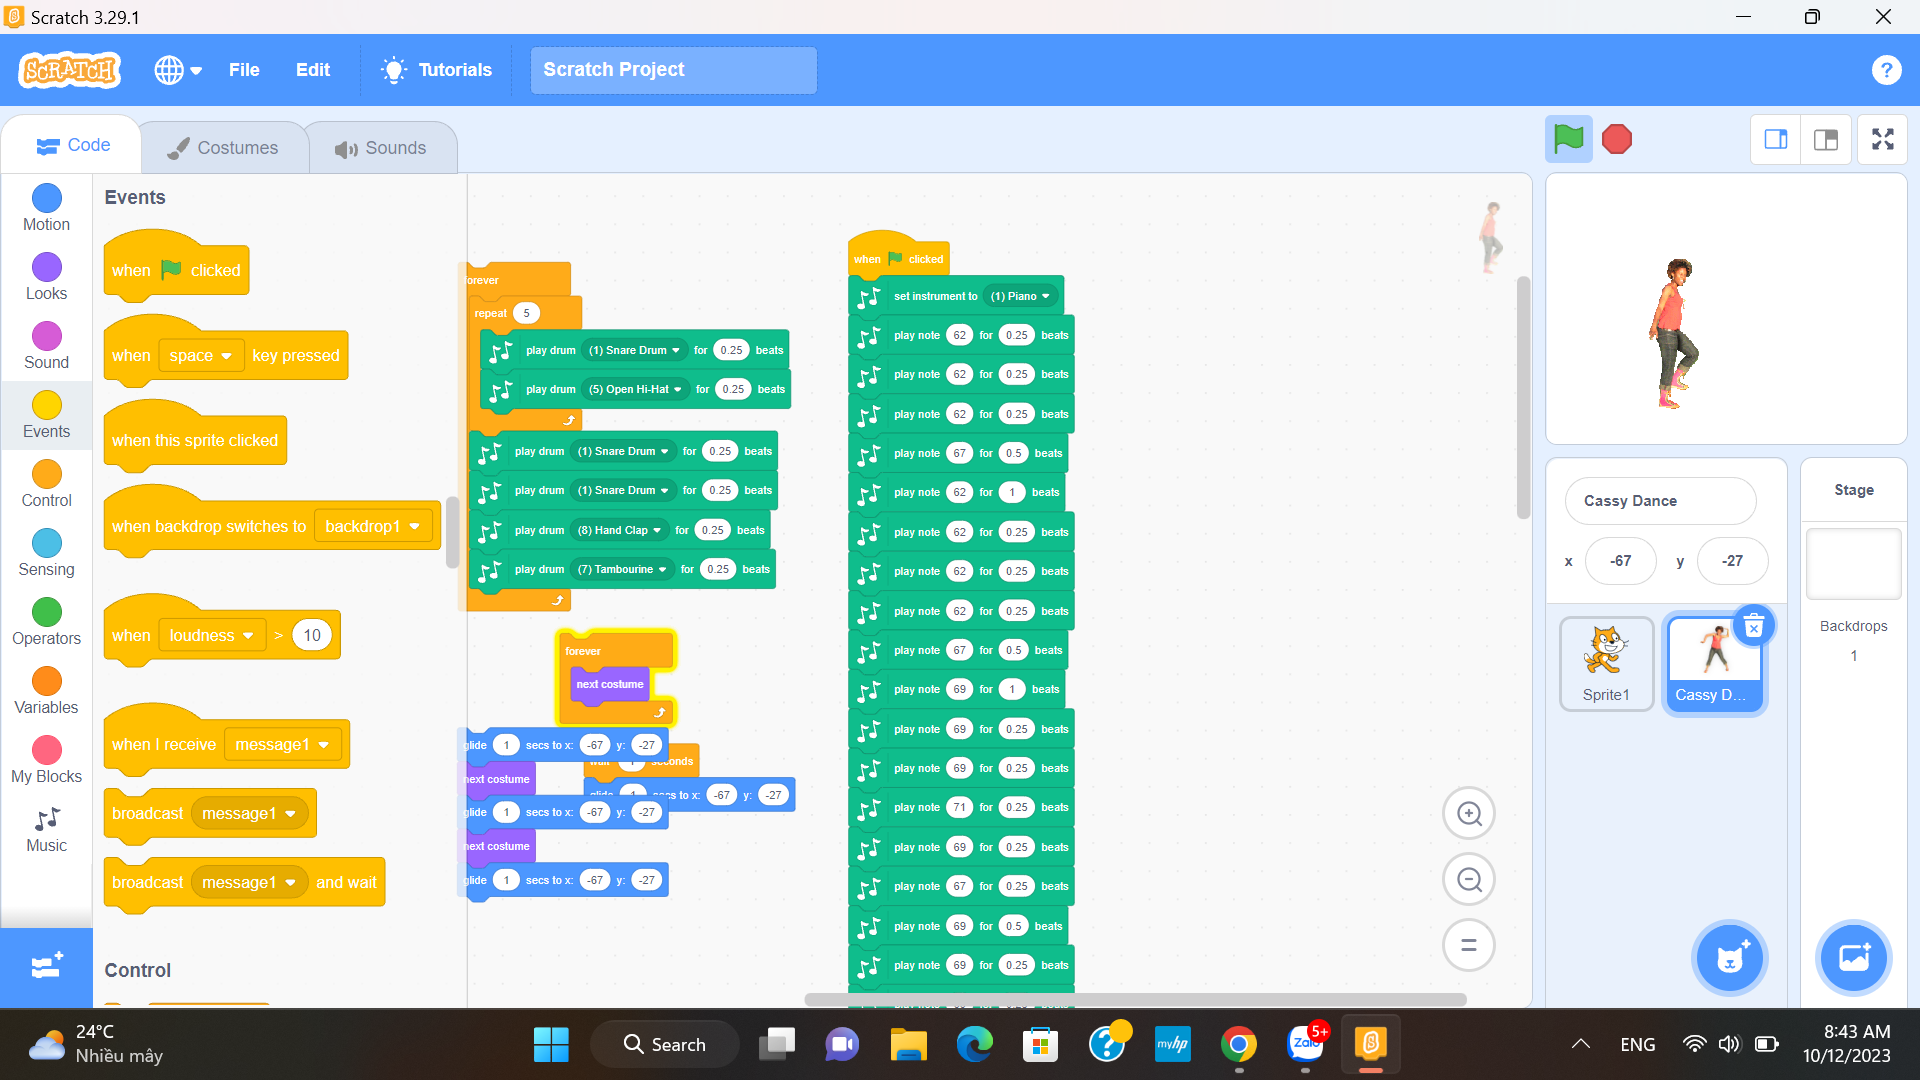 Scratch 3.29.1
SCRATCH File Edit Tutorials Scratch Project ?
Code Costumes Sounds
Motion
Looks
Sound
Events
Control
Sensing
Operators
Variables
My Blocks
Music
Events
when clicked
when space key pressed
when this sprite clicked
when backdrop switches to backdrop1
when loudness > 10
when I receive message1
broadcast message1
broadcast message1 and wait
Control
forever
repeat 5
play drum (1) Snare Drum for 0.25 beats
play drum (5) Open Hi-Hat for 0.25 beats
play drum (1) Snare Drum for 0.25 beats
play drum (1) Snare Drum for 0.25 beats
play drum (8) Hand Clap for 0.25 beats
play drum (7) Tambourine for 0.25 beats
forever
next costume
glide 1 secs to x: -67 y: -27
wait 1 seconds
next costume
glide 1 secs to x: -67 y: -27
glide 1 secs to x: -67 y: -27
next costume
glide 1 secs to x: -67 y: -27
when clicked
set instrument to (1) Piano
play note 62 for 0.25 beats
play note 62 for 0.25 beats
play note 62 for 0.25 beats
play note 67 for 0.5 beats
play note 62 for 1 beats
play note 62 for 0.25 beats
play note 62 for 0.25 beats
play note 62 for 0.25 beats
play note 67 for 0.5 beats
play note 69 for 1 beats
play note 69 for 0.25 beats
play note 69 for 0.25 beats
play note 71 for 0.25 beats
play note 69 for 0.25 beats
play note 67 for 0.25 beats
play note 69 for 0.5 beats
play note 69 for 0.25 beats
Cassy Dance
x -67 y -27
Sprite1
Cassy D...
Stage
Backdrops
1
24°C
Nhiều mây
Search
myhp
Zalo
5+
ENG
8:43 AM
10/12/2023